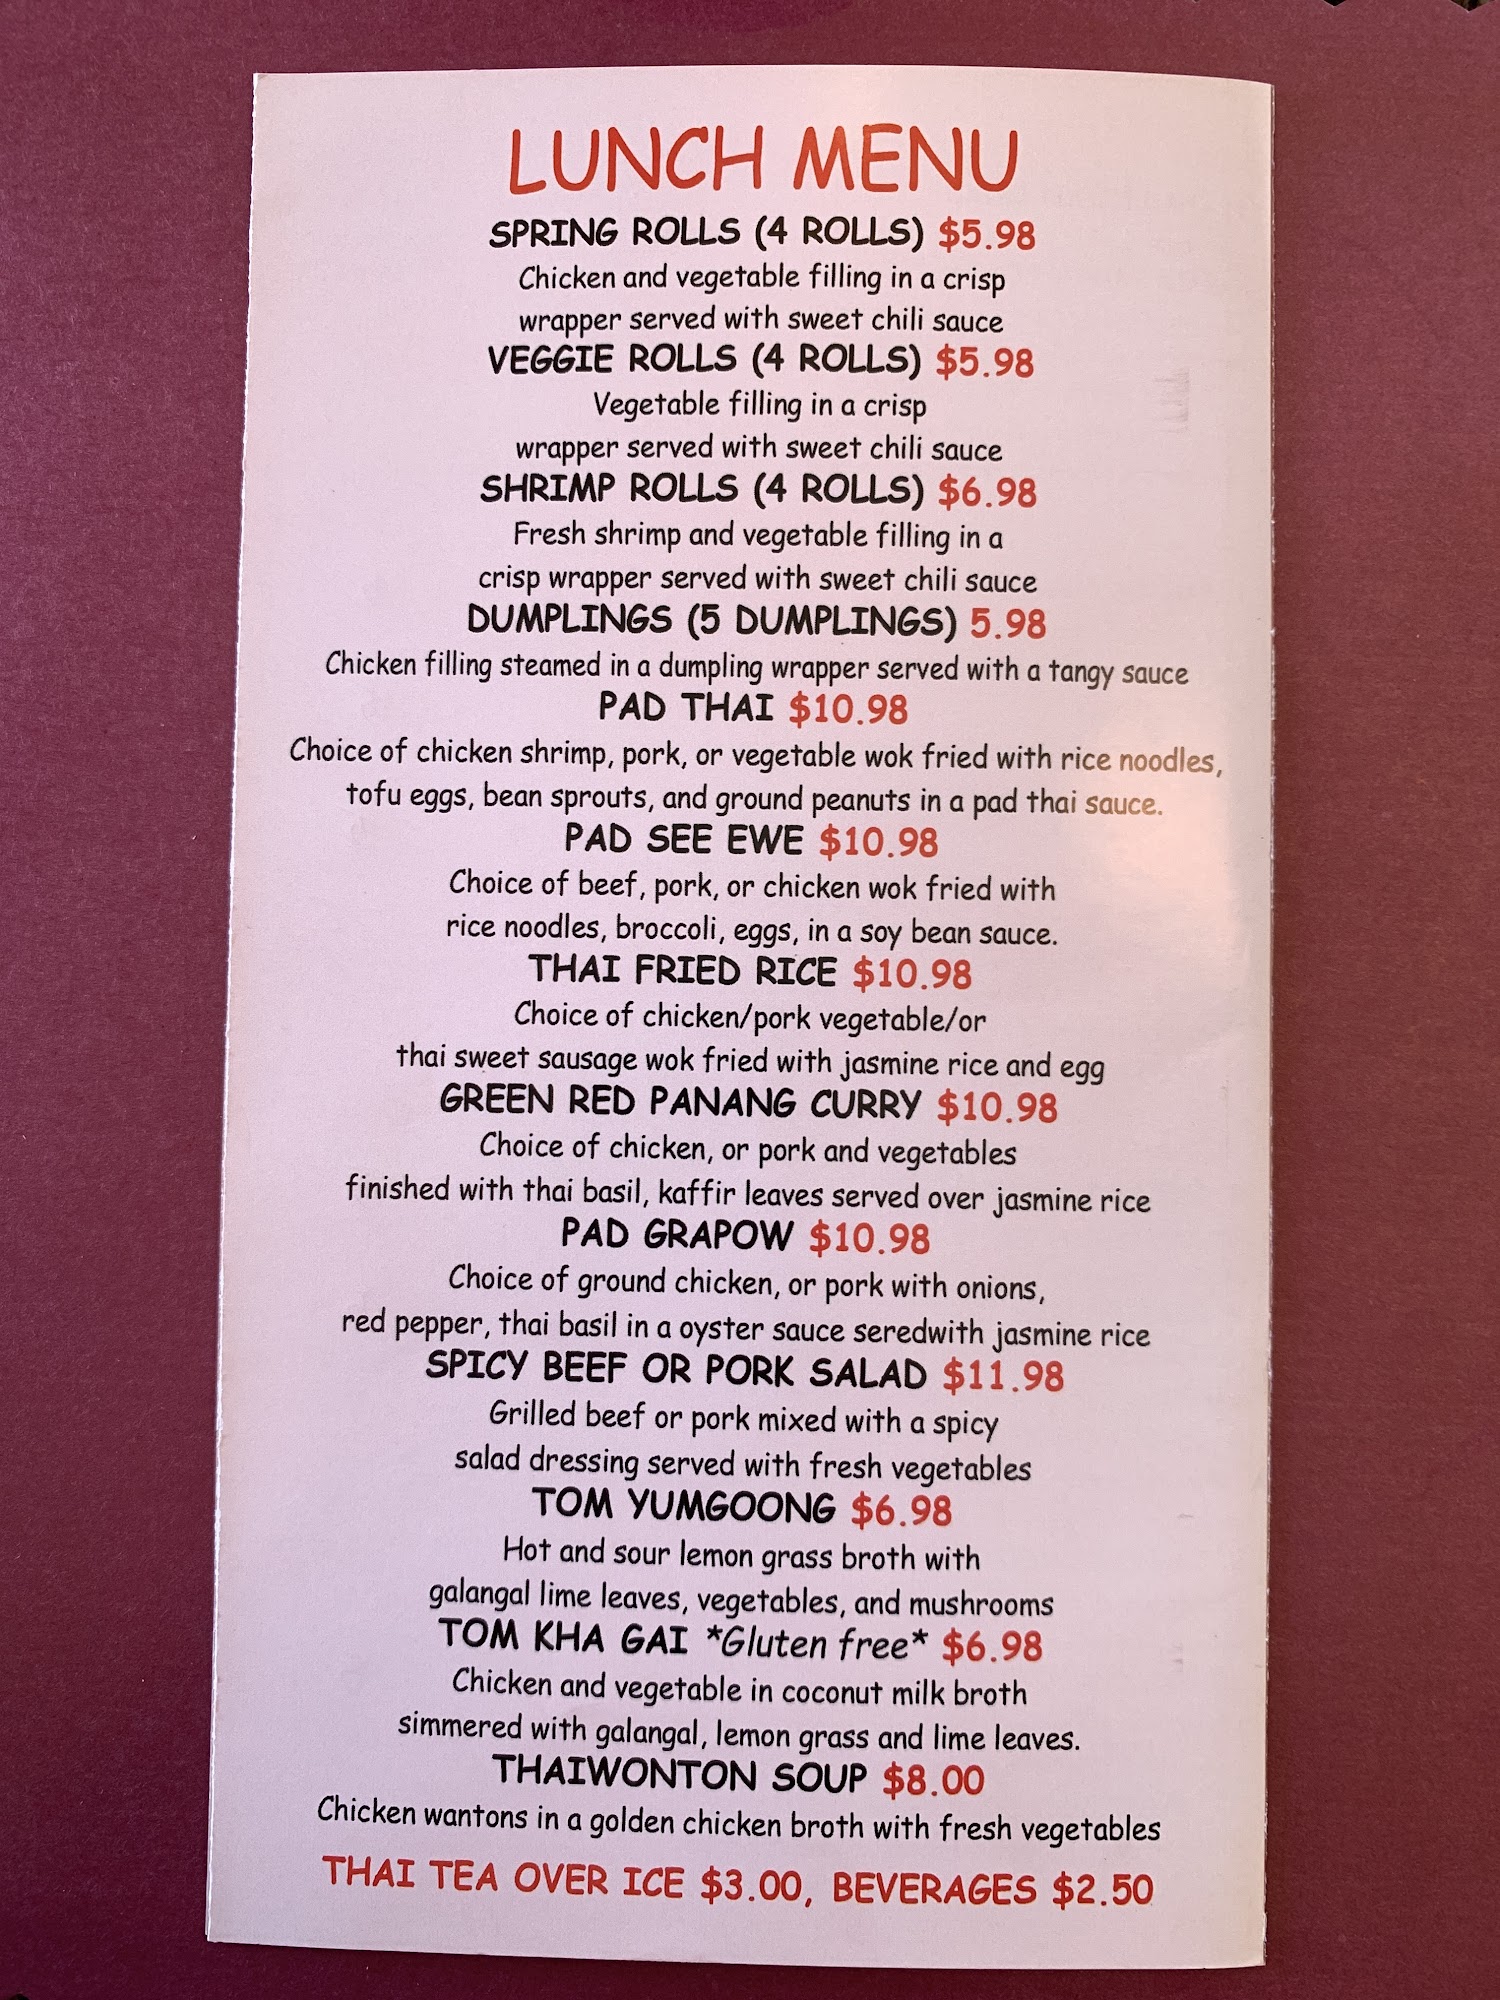 LUNCH MENU
SPRING ROLLS (4 ROLLS) $5.98
Chicken and vegetable filling in a crisp
wrapper served with sweet chili sauce
VEGGIE ROLLS (4 ROLLS) $5.98
Vegetable filling in a crisp
wrapper served with sweet chili sauce
SHRIMP ROLLS (4 ROLLS) $6.98
Fresh shrimp and vegetable filling in a
crisp wrapper served with sweet chili sauce
DUMPLINGS (5 DUMPLINGS) 5.98
Chicken filling steamed in a dumpling wrapper served with a tangy sauce
PAD THAI $10.98
Choice of chicken shrimp, pork, or vegetable wok fried with rice noodles,
tofu eggs, bean sprouts, and ground peanuts in a pad thai sauce.
PAD SEE EWE $10.98
Choice of beef, pork, or chicken wok fried with
rice noodles, broccoli, eggs, in a soy bean sauce.
THAI FRIED RICE $10.98
Choice of chicken/pork vegetable/or
thai sweet sausage wok fried with jasmine rice and egg
GREEN RED PANANG CURRY $10.98
Choice of chicken, or pork and vegetables
finished with thai basil, kaffir leaves served over jasmine rice
PAD GRAPOW $10.98
Choice of ground chicken, or pork with onions,
red pepper, thai basil in a oyster sauce seredwith jasmine rice
SPICY BEEF OR PORK SALAD $11.98
Grilled beef or pork mixed with a spicy
salad dressing served with fresh vegetables
TOM YUMGOONG $6.98
Hot and sour lemon grass broth with
galangal lime leaves, vegetables, and mushrooms
TOM KHA GAI *Gluten free* $6.98
Chicken and vegetable in coconut milk broth
simmered with galangal, lemon grass and lime leaves.
THAIWONTON SOUP $8.00
Chicken wantons in a golden chicken broth with fresh vegetables
THAI TEA OVER ICE $3.00, BEVERAGES $2.50